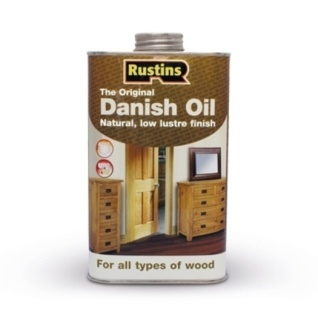 Rustins
The Original
Danish Oil
Natural, low lustre finish
For all types of wood